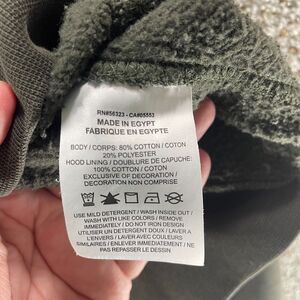 RN#56323 - CA#05553
MADE IN EGYPT
FABRIQUE EN EGYPTE
BODY / CORPS: 80% COTTON / COTON
20% POLYESTER
HOOD LINING / DOUBLURE DE CAPUCHE:
100% COTTON / COTON
EXCLUSIVE OF DECORATION /
DECORATION NON COMPRISE
USE MILD DETERGENT / WASH INSIDE OUT /
WASH WITH LIKE COLORS / REMOVE
IMMEDIATELY / DO NOT IRON DESIGN
UTILISER UN DETERGENT DOUX / LAVER A
L'ENVERS / LAVER AVEC COULEURS
SIMILAIRES / ENLEVER IMMEDIATEMENT / NE
PAS REPASSER LE DESSIN